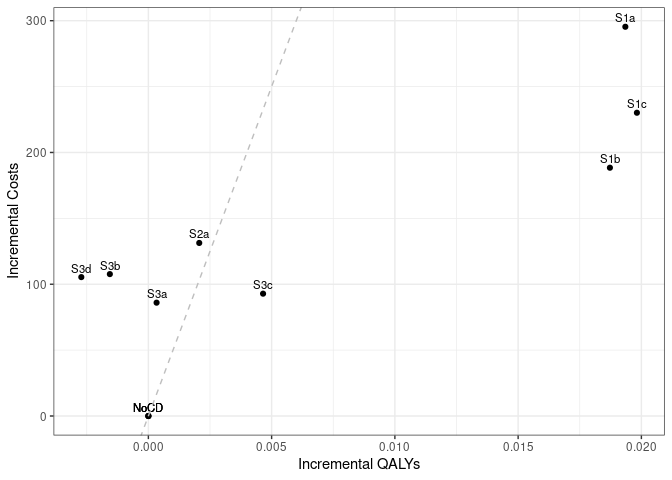 300
200
100
0
Incremental Costs
S1a
S1c
S1b
S2a
S3d
S3b
S3a
S3c
NoCD
0.000
0.005
0.010
0.015
0.020
Incremental QALYs